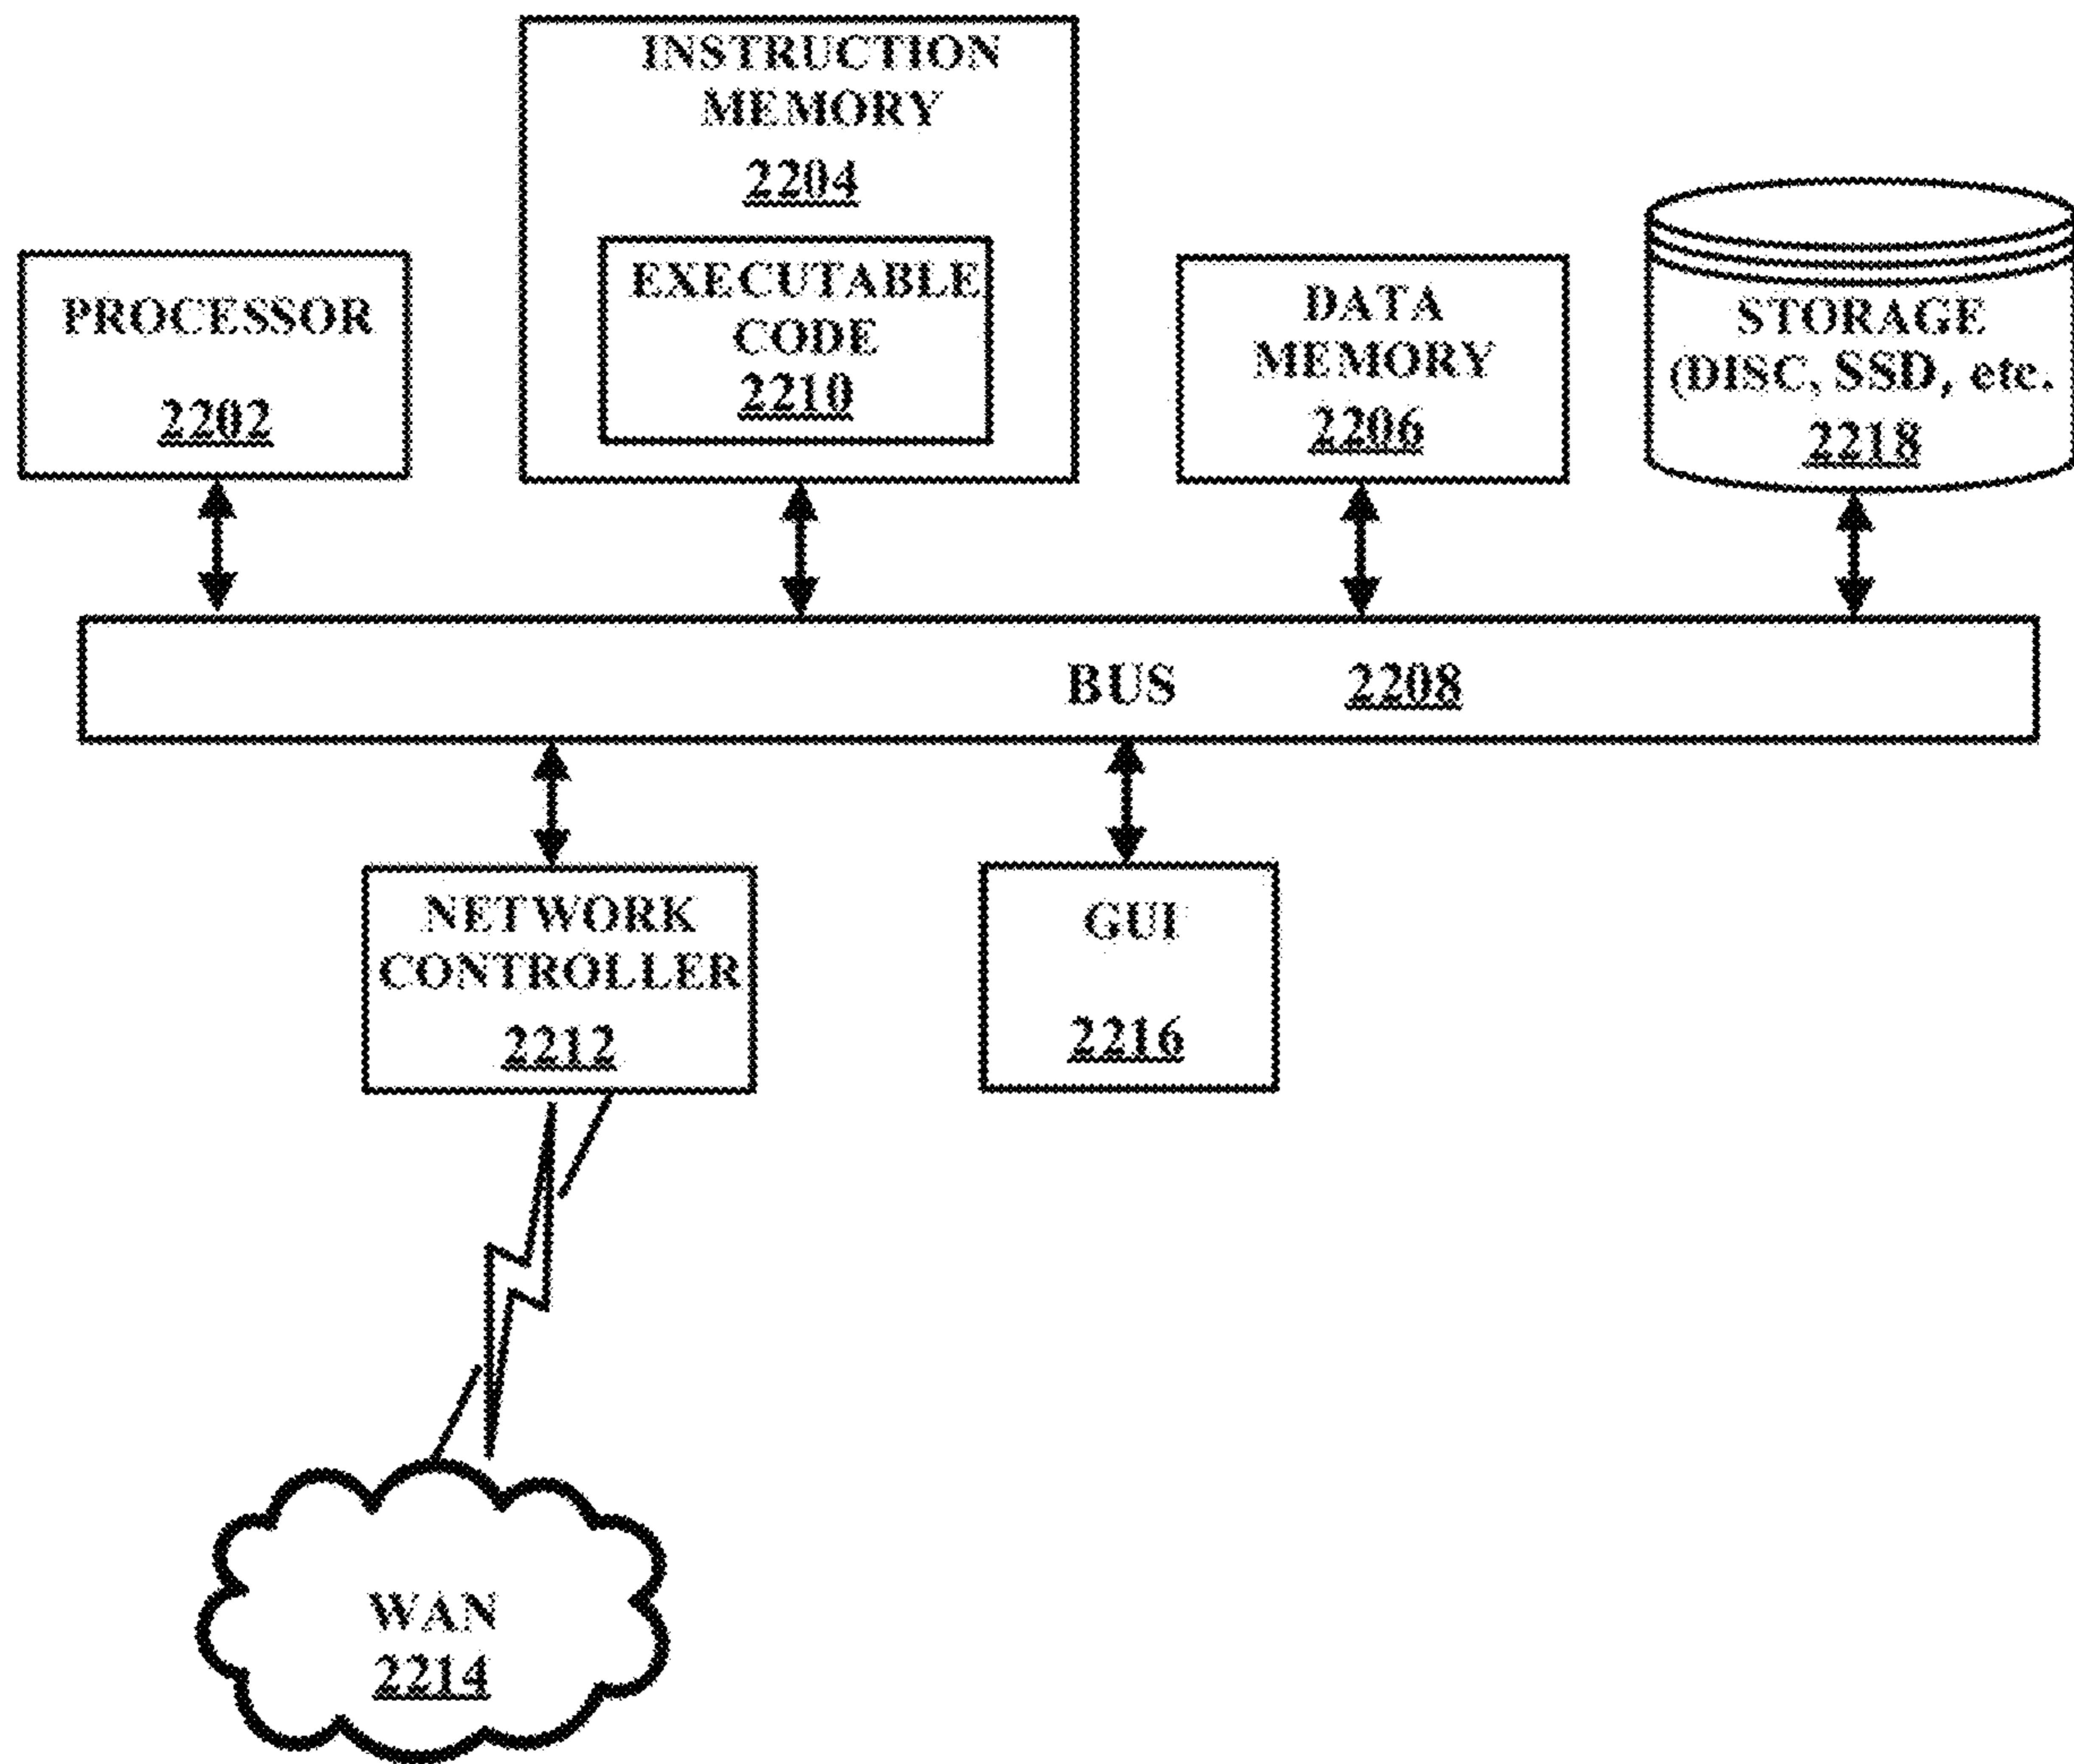 INSTRUCTION
MEMORY
2204
EXECUTABLE
CODE
2210
PROCESSOR
2202
DATA
MEMORY
2206
STORAGE
(DISC, SSD, etc.
2218
BUS 2208
NETWORK
CONTROLLER
2212
GUI
2216
WAN
2214